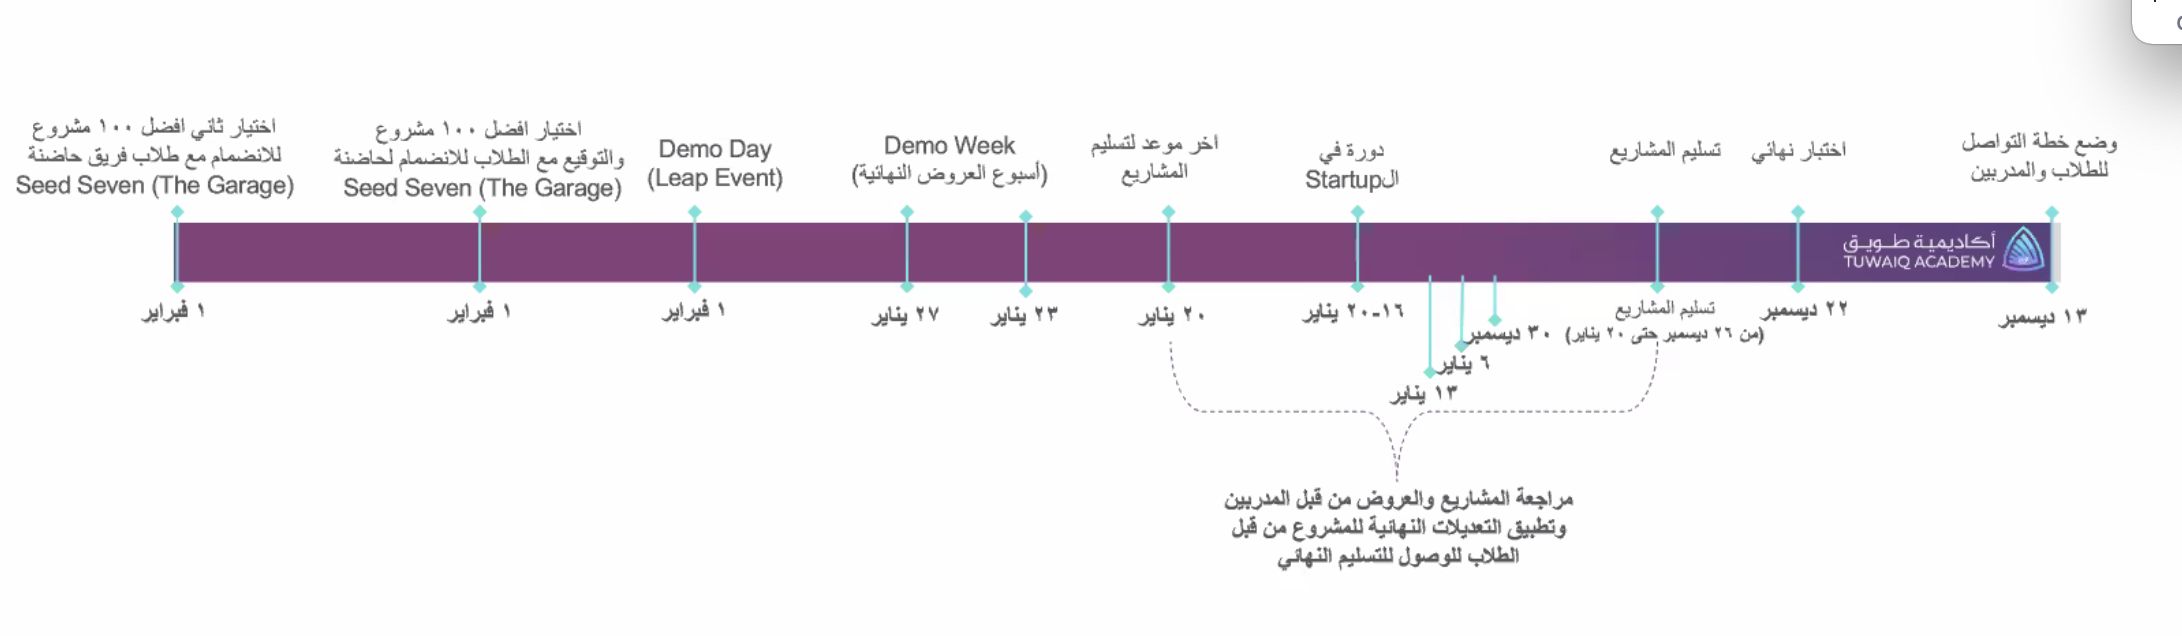 وضع خطة التواصل
للطلاب والمدربين
١٣ ديسمبر
أكاديمية طويق
TUWAIQ ACADEMY
اختبار نهائي
٢٢ ديسمبر
تسليم المشاريع
تسليم المشاريع
(من ٢٦ ديسمبر حتى ٢٠ يناير)
٣٠ ديسمبر
٦ يناير
١٣ يناير
دورة في
الStartup
١٦-٢٠ يناير
اخر موعد لتسليم
المشاريع
٢٠ يناير
Demo Week
(أسبوع العروض النهائية)
٢٣ يناير
٢٧ يناير
Demo Day
(Leap Event)
١ فبراير
اختيار افضل ١٠٠ مشروع
والتوقيع مع الطلاب للانضمام لحاضنة
Seed Seven (The Garage)
١ فبراير
اختيار ثاني افضل ١٠٠ مشروع
للانضمام مع طلاب فريق حاضنة
Seed Seven (The Garage)
١ فبراير
مراجعة المشاريع والعروض من قبل المدربين
وتطبيق التعديلات النهائية للمشروع من قبل
الطلاب للوصول للتسليم النهائي